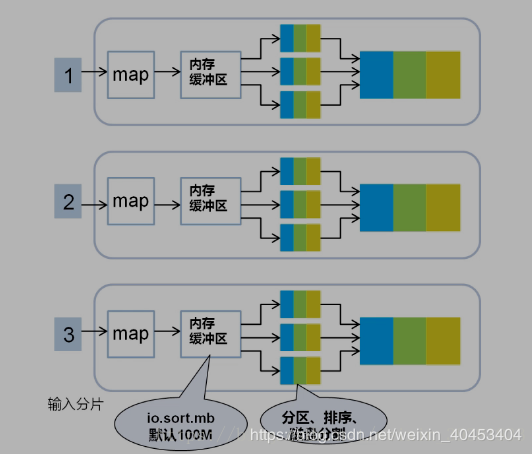 1
map
内存
缓冲区
2
map
内存
缓冲区
3
map
内存
缓冲区
输入分片
io.sort.mb
默认100M
分区、排序、
分割
https://blog.csdn.net/weixin_40453404